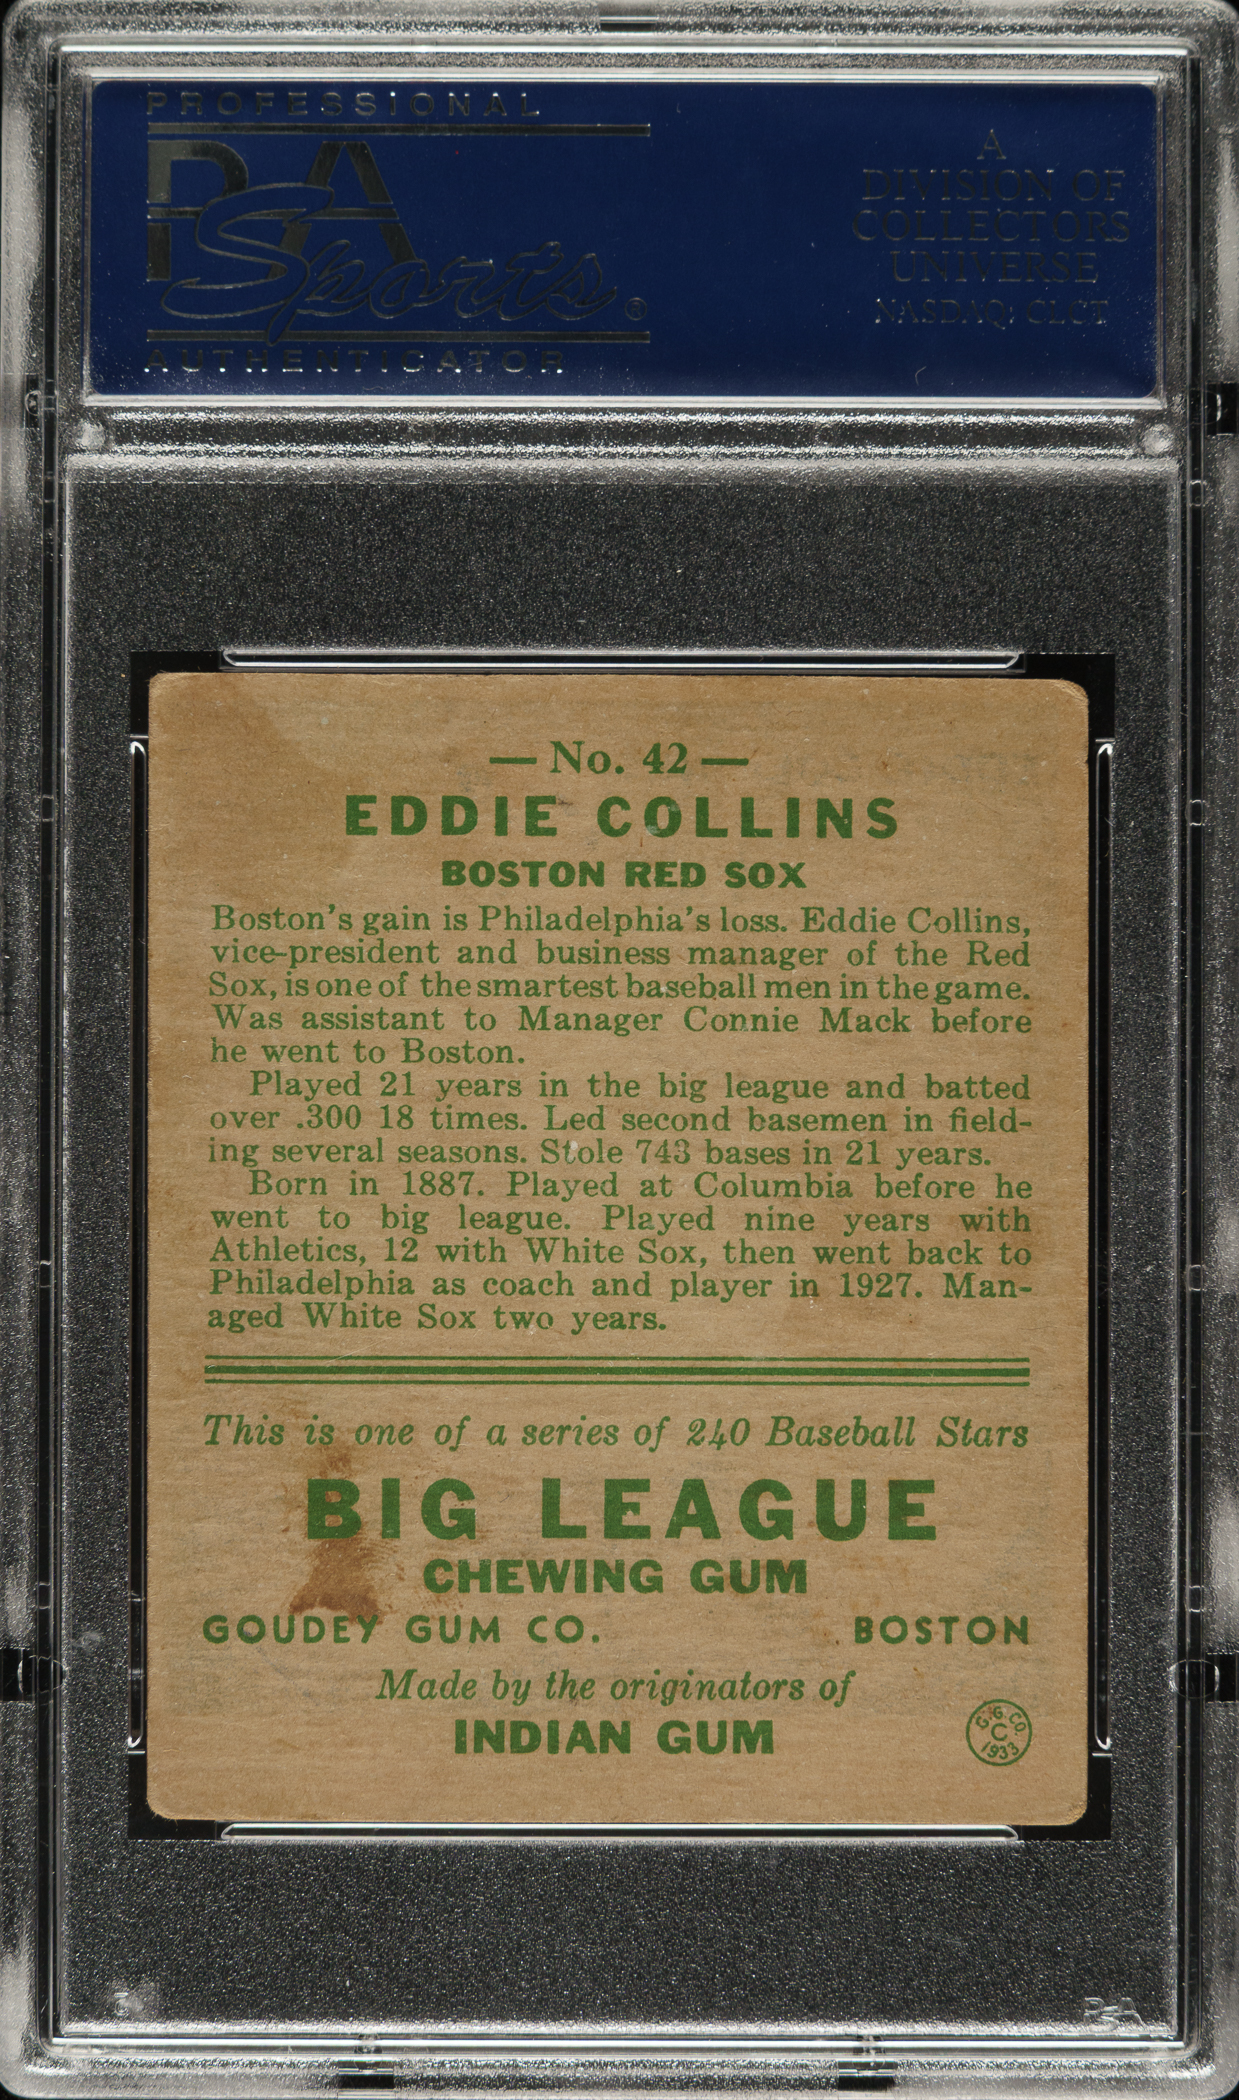 PROFESSIONAL
PSA
Sports®
AUTHENTICATOR
A
DIVISION OF
COLLECTORS
UNIVERSE
NASDAQ: CLCT
— No. 42 —
EDDIE COLLINS
BOSTON RED SOX
Boston's gain is Philadelphia's loss. Eddie Collins,
vice-president and business manager of the Red
Sox, is one of the smartest baseball men in the game.
Was assistant to Manager Connie Mack before
he went to Boston.
Played 21 years in the big league and batted
over .300 18 times. Led second basemen in field-
ing several seasons. Stole 743 bases in 21 years.
Born in 1887. Played at Columbia before he
went to big league. Played nine years with
Athletics, 12 with White Sox, then went back to
Philadelphia as coach and player in 1927. Man-
aged White Sox two years.
This is one of a series of 240 Baseball Stars
BIG LEAGUE
CHEWING GUM
GOUDEY GUM CO. BOSTON
Made by the originators of
INDIAN GUM
G.G.CO.
C
1933
PSA